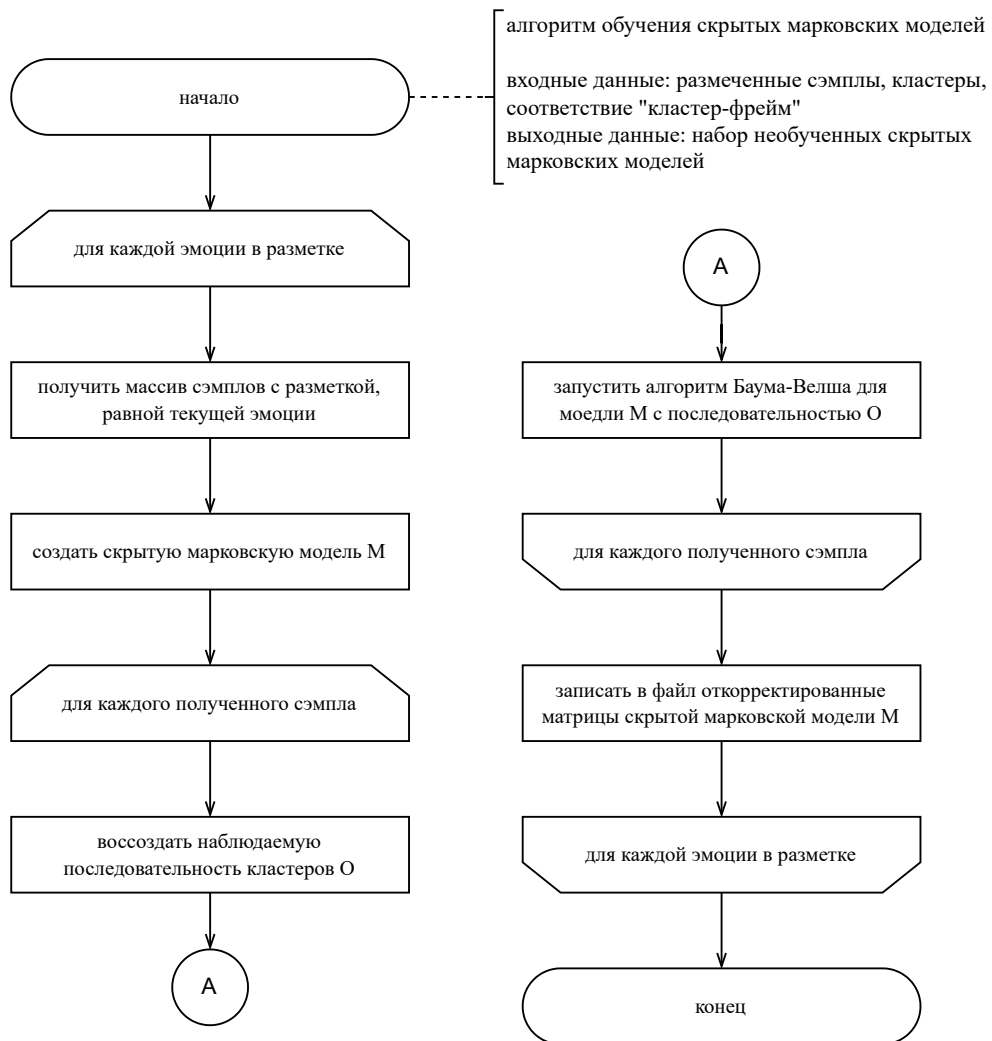 алгоритм обучения скрытых марковских моделей
входные данные: размеченные сэмплы, кластеры,
соответствие "кластер-фрейм"
выходные данные: набор необученных скрытых
марковских моделей
начало
для каждой эмоции в разметке
получить массив сэмплов с разметкой,
равной текущей эмоции
создать скрытую марковскую модель М
для каждого полученного сэмпла
воссоздать наблюдаемую
последовательность кластеров О
А
А
запустить алгоритм Баума-Велша для
моедли М с последовательностью О
для каждого полученного сэмпла
записать в файл откорректированные
матрицы скрытой марковской модели М
для каждой эмоции в разметке
конец